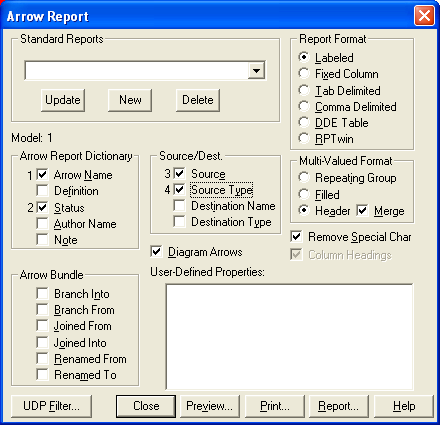 Arrow Report
Standard Reports
Update New Delete
Report Format
Labeled
Fixed Column
Tab Delimited
Comma Delimited
DDE Table
RPTwin
Model: 1
Arrow Report Dictionary
1 Arrow Name
Definition
2 Status
Author Name
Note
Source/Dest.
3 Source
4 Source Type
Destination Name
Destination Type
Multi-Valued Format
Repeating Group
Filled
Header Merge
Diagram Arrows
Remove Special Char
Column Headings
Arrow Bundle
Branch Into
Branch From
Joined From
Joined Into
Renamed From
Renamed To
User-Defined Properties:
UDP Filter... Close Preview... Print... Report... Help